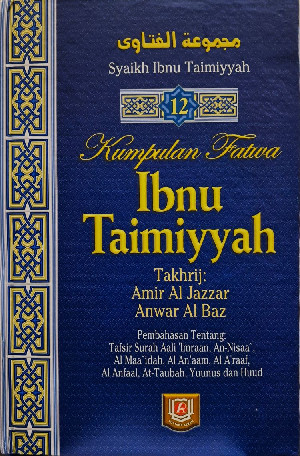 مجموعة الفتاوى
Syaikh Ibnu Taimiyyah
12
Kumpulan Fatwa
Ibnu
Taimiyyah
Takhrij:
Amir Al Jazzar
Anwar Al Baz
Pembahasan Tentang:
Tafsir Surah Aali 'Imraan, An-Nisaa',
Al Maa'idah, Al An'aam, Al A'raaf,
Al Anfaal, At-Taubah, Yuunus dan Huud